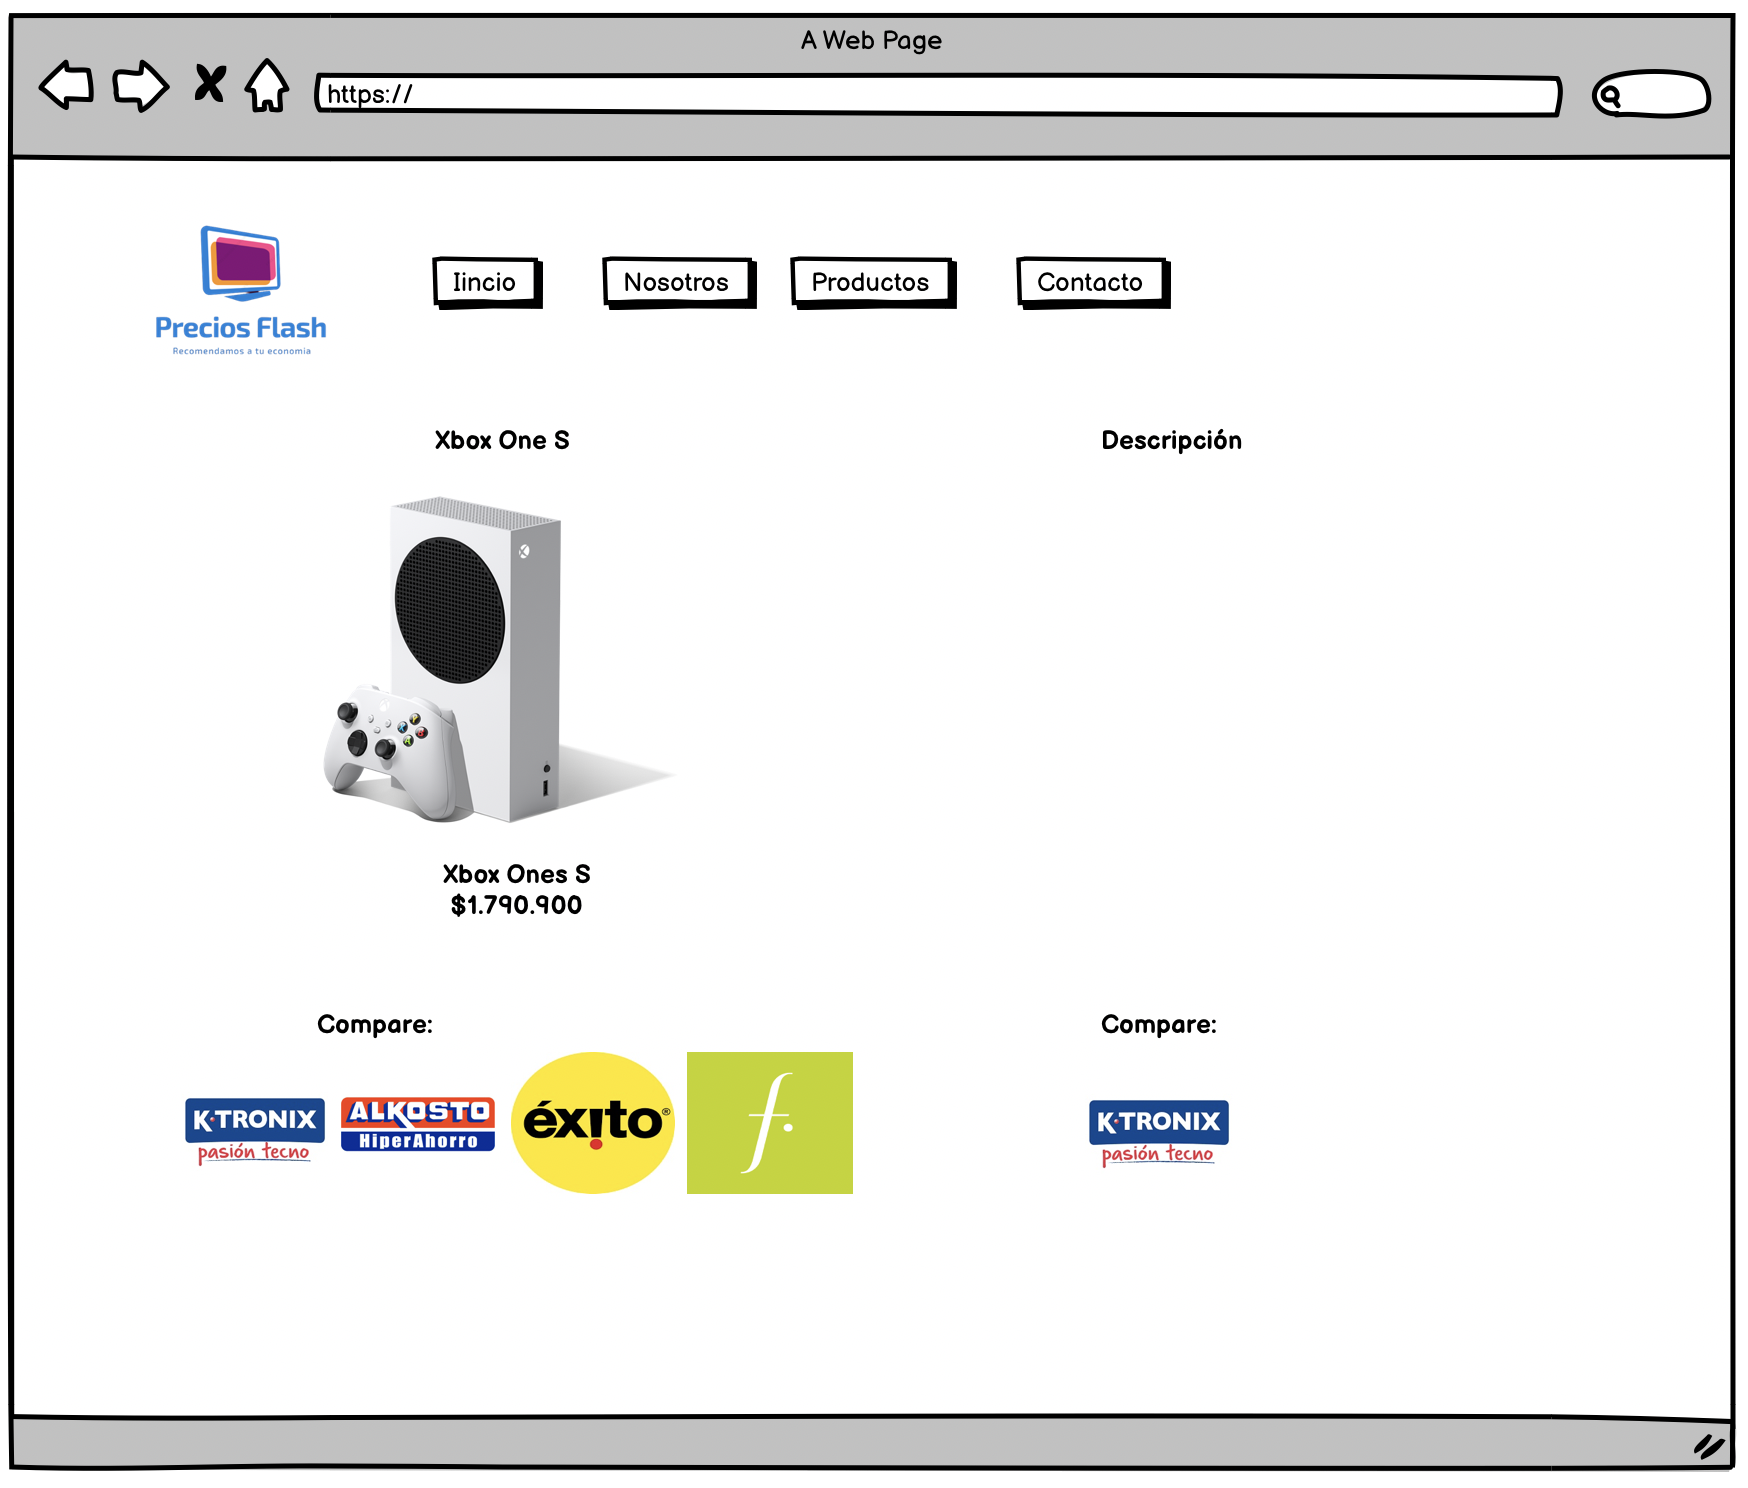 A Web Page
https://
Iincio
Nosotros
Productos
Contacto
Precios Flash
Recomendamos a tu economia
Xbox One S
Descripción
Xbox Ones S
$1.790.900
Compare:
Compare:
K·TRONIX
pasión tecno
ALKOSTO
HiperAhorro
éxito®
f.
K·TRONIX
pasión tecno